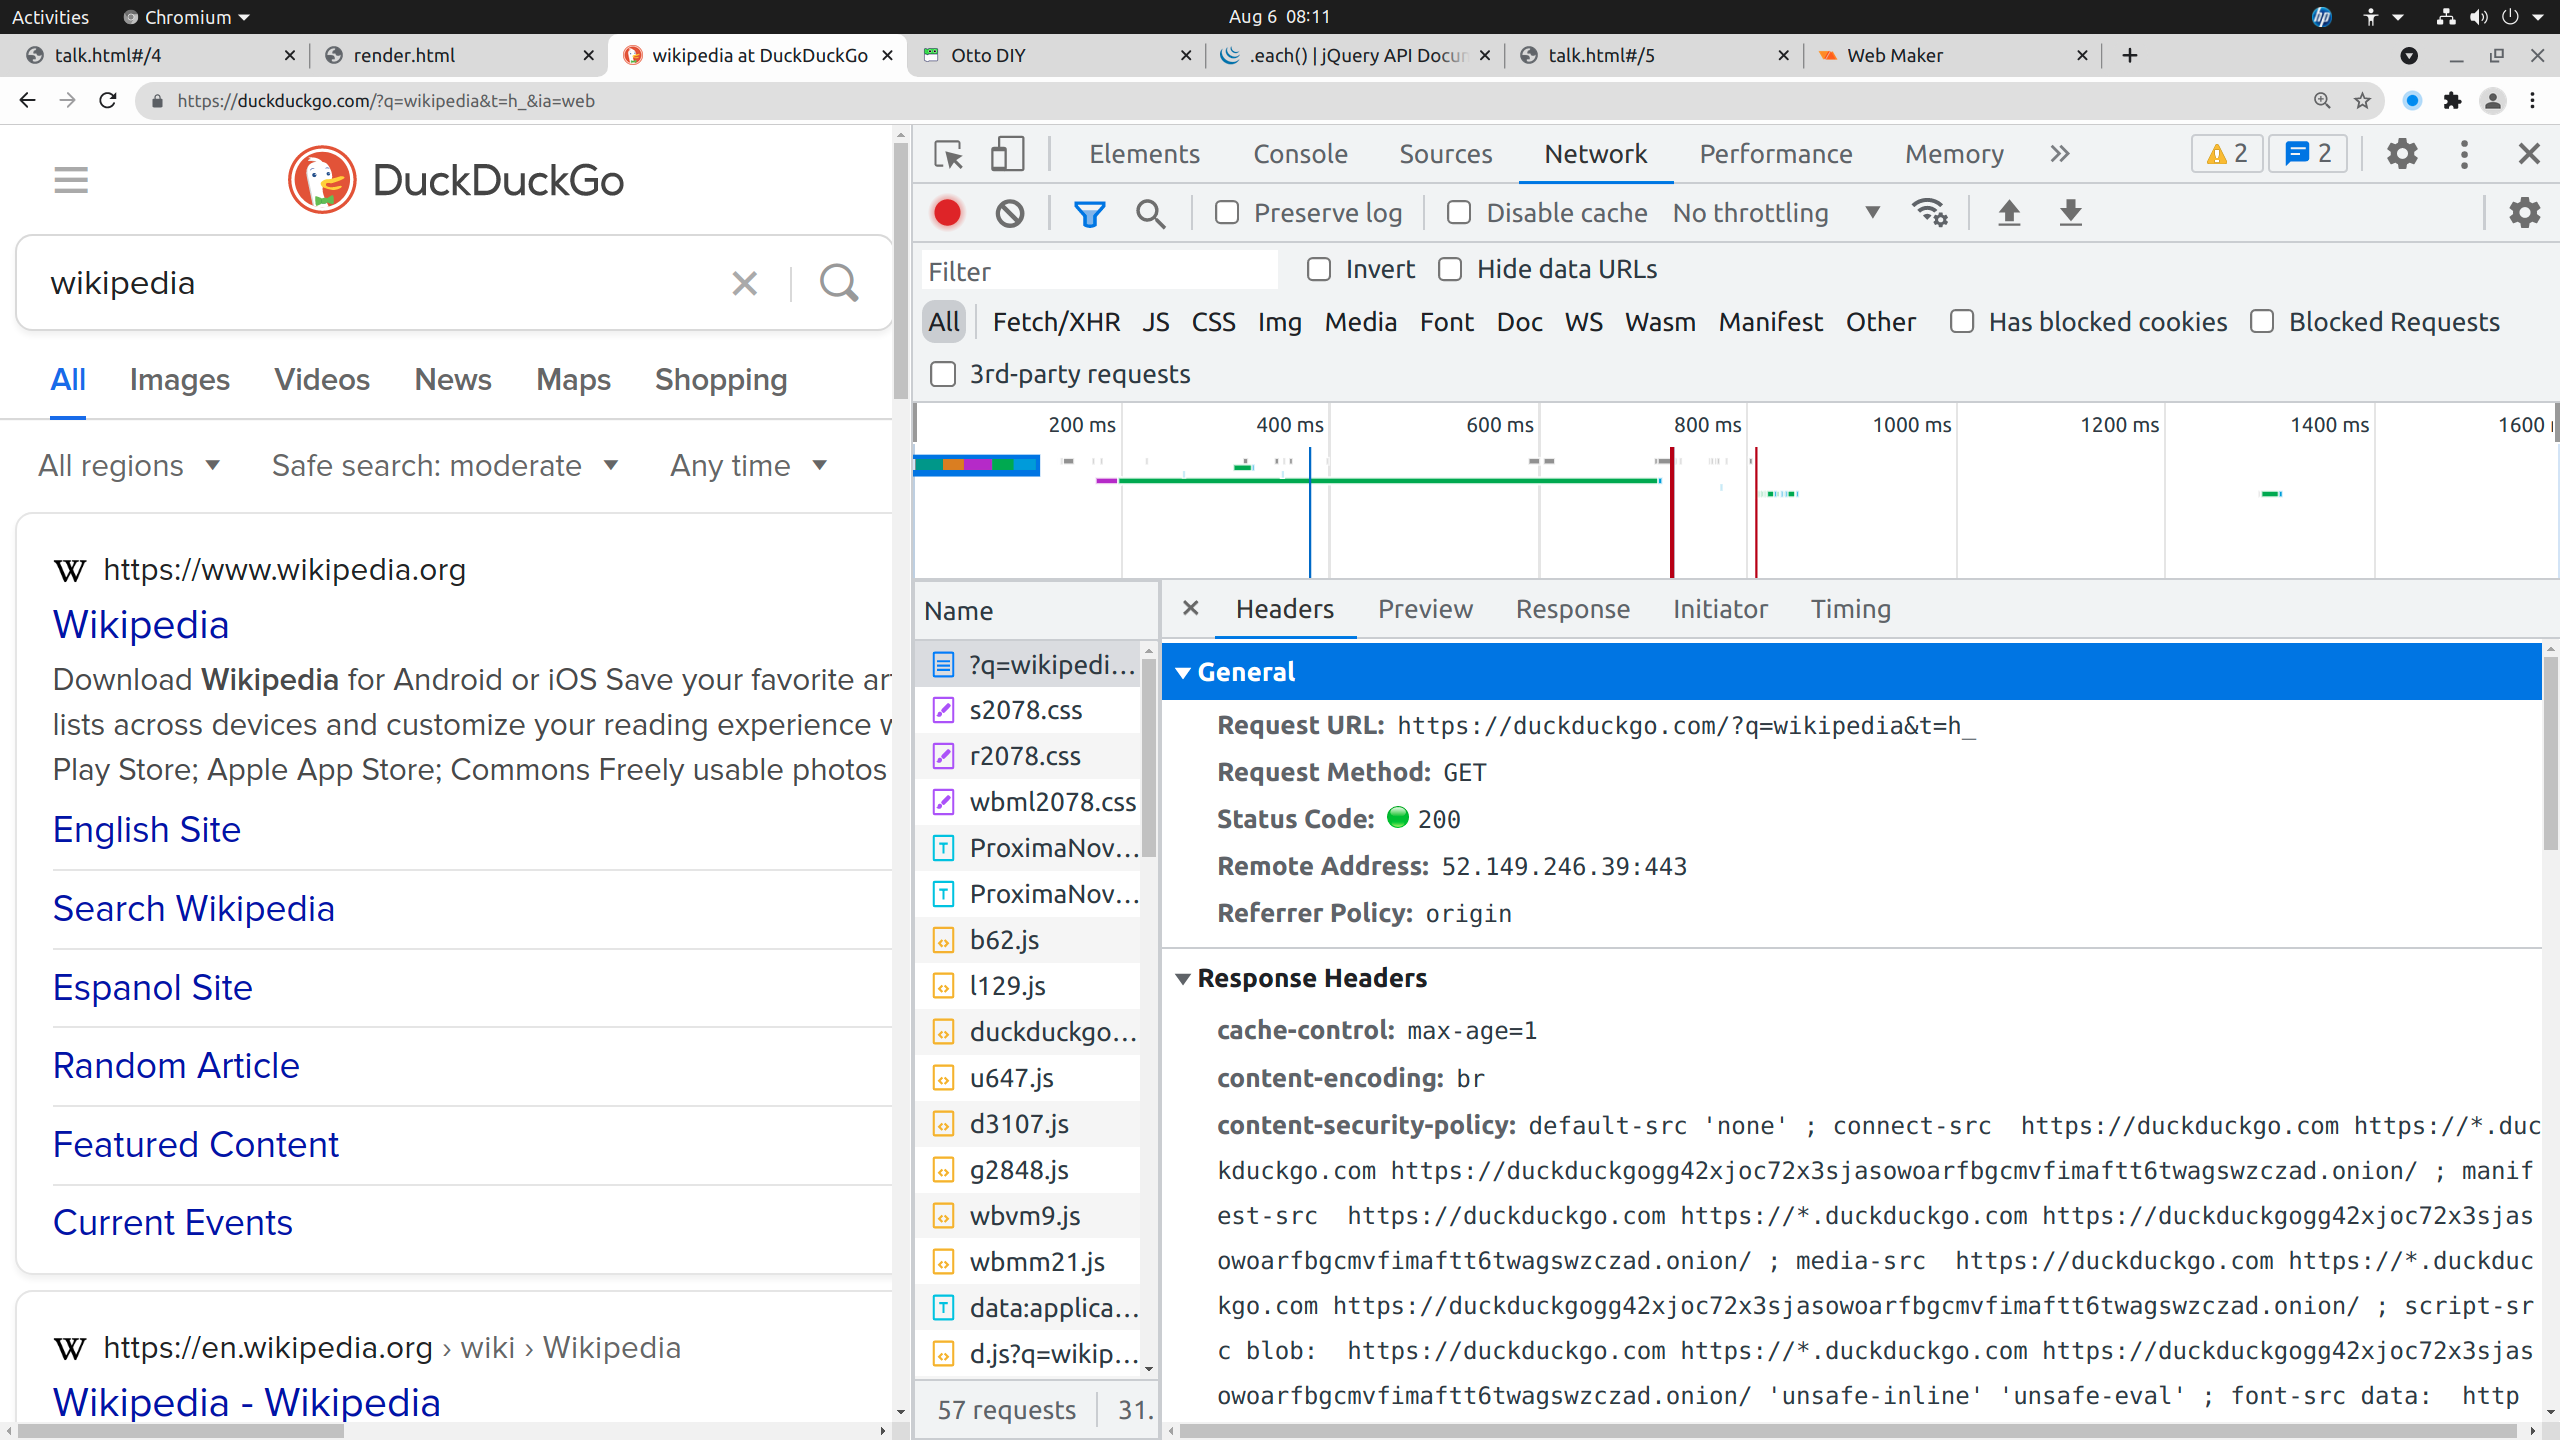 Activities Chromium Aug 6 08:11
talk.html#/4 render.html wikipedia at DuckDuckGo Otto DIY .each() | jQuery API Docum talk.html#/5 Web Maker
https://duckduckgo.com/?q=wikipedia&t=h_&ia=web
DuckDuckGo
wikipedia
All Images Videos News Maps Shopping
All regions Safe search: moderate Any time
https://www.wikipedia.org
Wikipedia
Download Wikipedia for Android or iOS Save your favorite ar
lists across devices and customize your reading experience w
Play Store; Apple App Store; Commons Freely usable photos
English Site
Search Wikipedia
Espanol Site
Random Article
Featured Content
Current Events
https://en.wikipedia.org › wiki › Wikipedia
Wikipedia - Wikipedia
Elements Console Sources Network Performance Memory 2 2
Preserve log Disable cache No throttling
Filter Invert Hide data URLs
All Fetch/XHR JS CSS Img Media Font Doc WS Wasm Manifest Other Has blocked cookies Blocked Requests
3rd-party requests
200 ms 400 ms 600 ms 800 ms 1000 ms 1200 ms 1400 ms 1600
Name
?q=wikipedi…
s2078.css
r2078.css
wbml2078.css
ProximaNov…
ProximaNov…
b62.js
l129.js
duckduckgo…
u647.js
d3107.js
g2848.js
wbvm9.js
wbmm21.js
data:applica…
d.js?q=wikip…
57 requests 31.
Headers Preview Response Initiator Timing
General
Request URL: https://duckduckgo.com/?q=wikipedia&t=h_
Request Method: GET
Status Code: 200
Remote Address: 52.149.246.39:443
Referrer Policy: origin
Response Headers
cache-control: max-age=1
content-encoding: br
content-security-policy: default-src 'none' ; connect-src https://duckduckgo.com https://*.duc
kduckgo.com https://duckduckgogg42xjoc72x3sjasowoarfbgcmvfimaftt6twagswzczad.onion/ ; manif
est-src https://duckduckgo.com https://*.duckduckgo.com https://duckduckgogg42xjoc72x3sjas
owoarfbgcmvfimaftt6twagswzczad.onion/ ; media-src https://duckduckgo.com https://*.duckduc
kgo.com https://duckduckgogg42xjoc72x3sjasowoarfbgcmvfimaftt6twagswzczad.onion/ ; script-sr
c blob: https://duckduckgo.com https://*.duckduckgo.com https://duckduckgogg42xjoc72x3sjas
owoarfbgcmvfimaftt6twagswzczad.onion/ 'unsafe-inline' 'unsafe-eval' ; font-src data: http